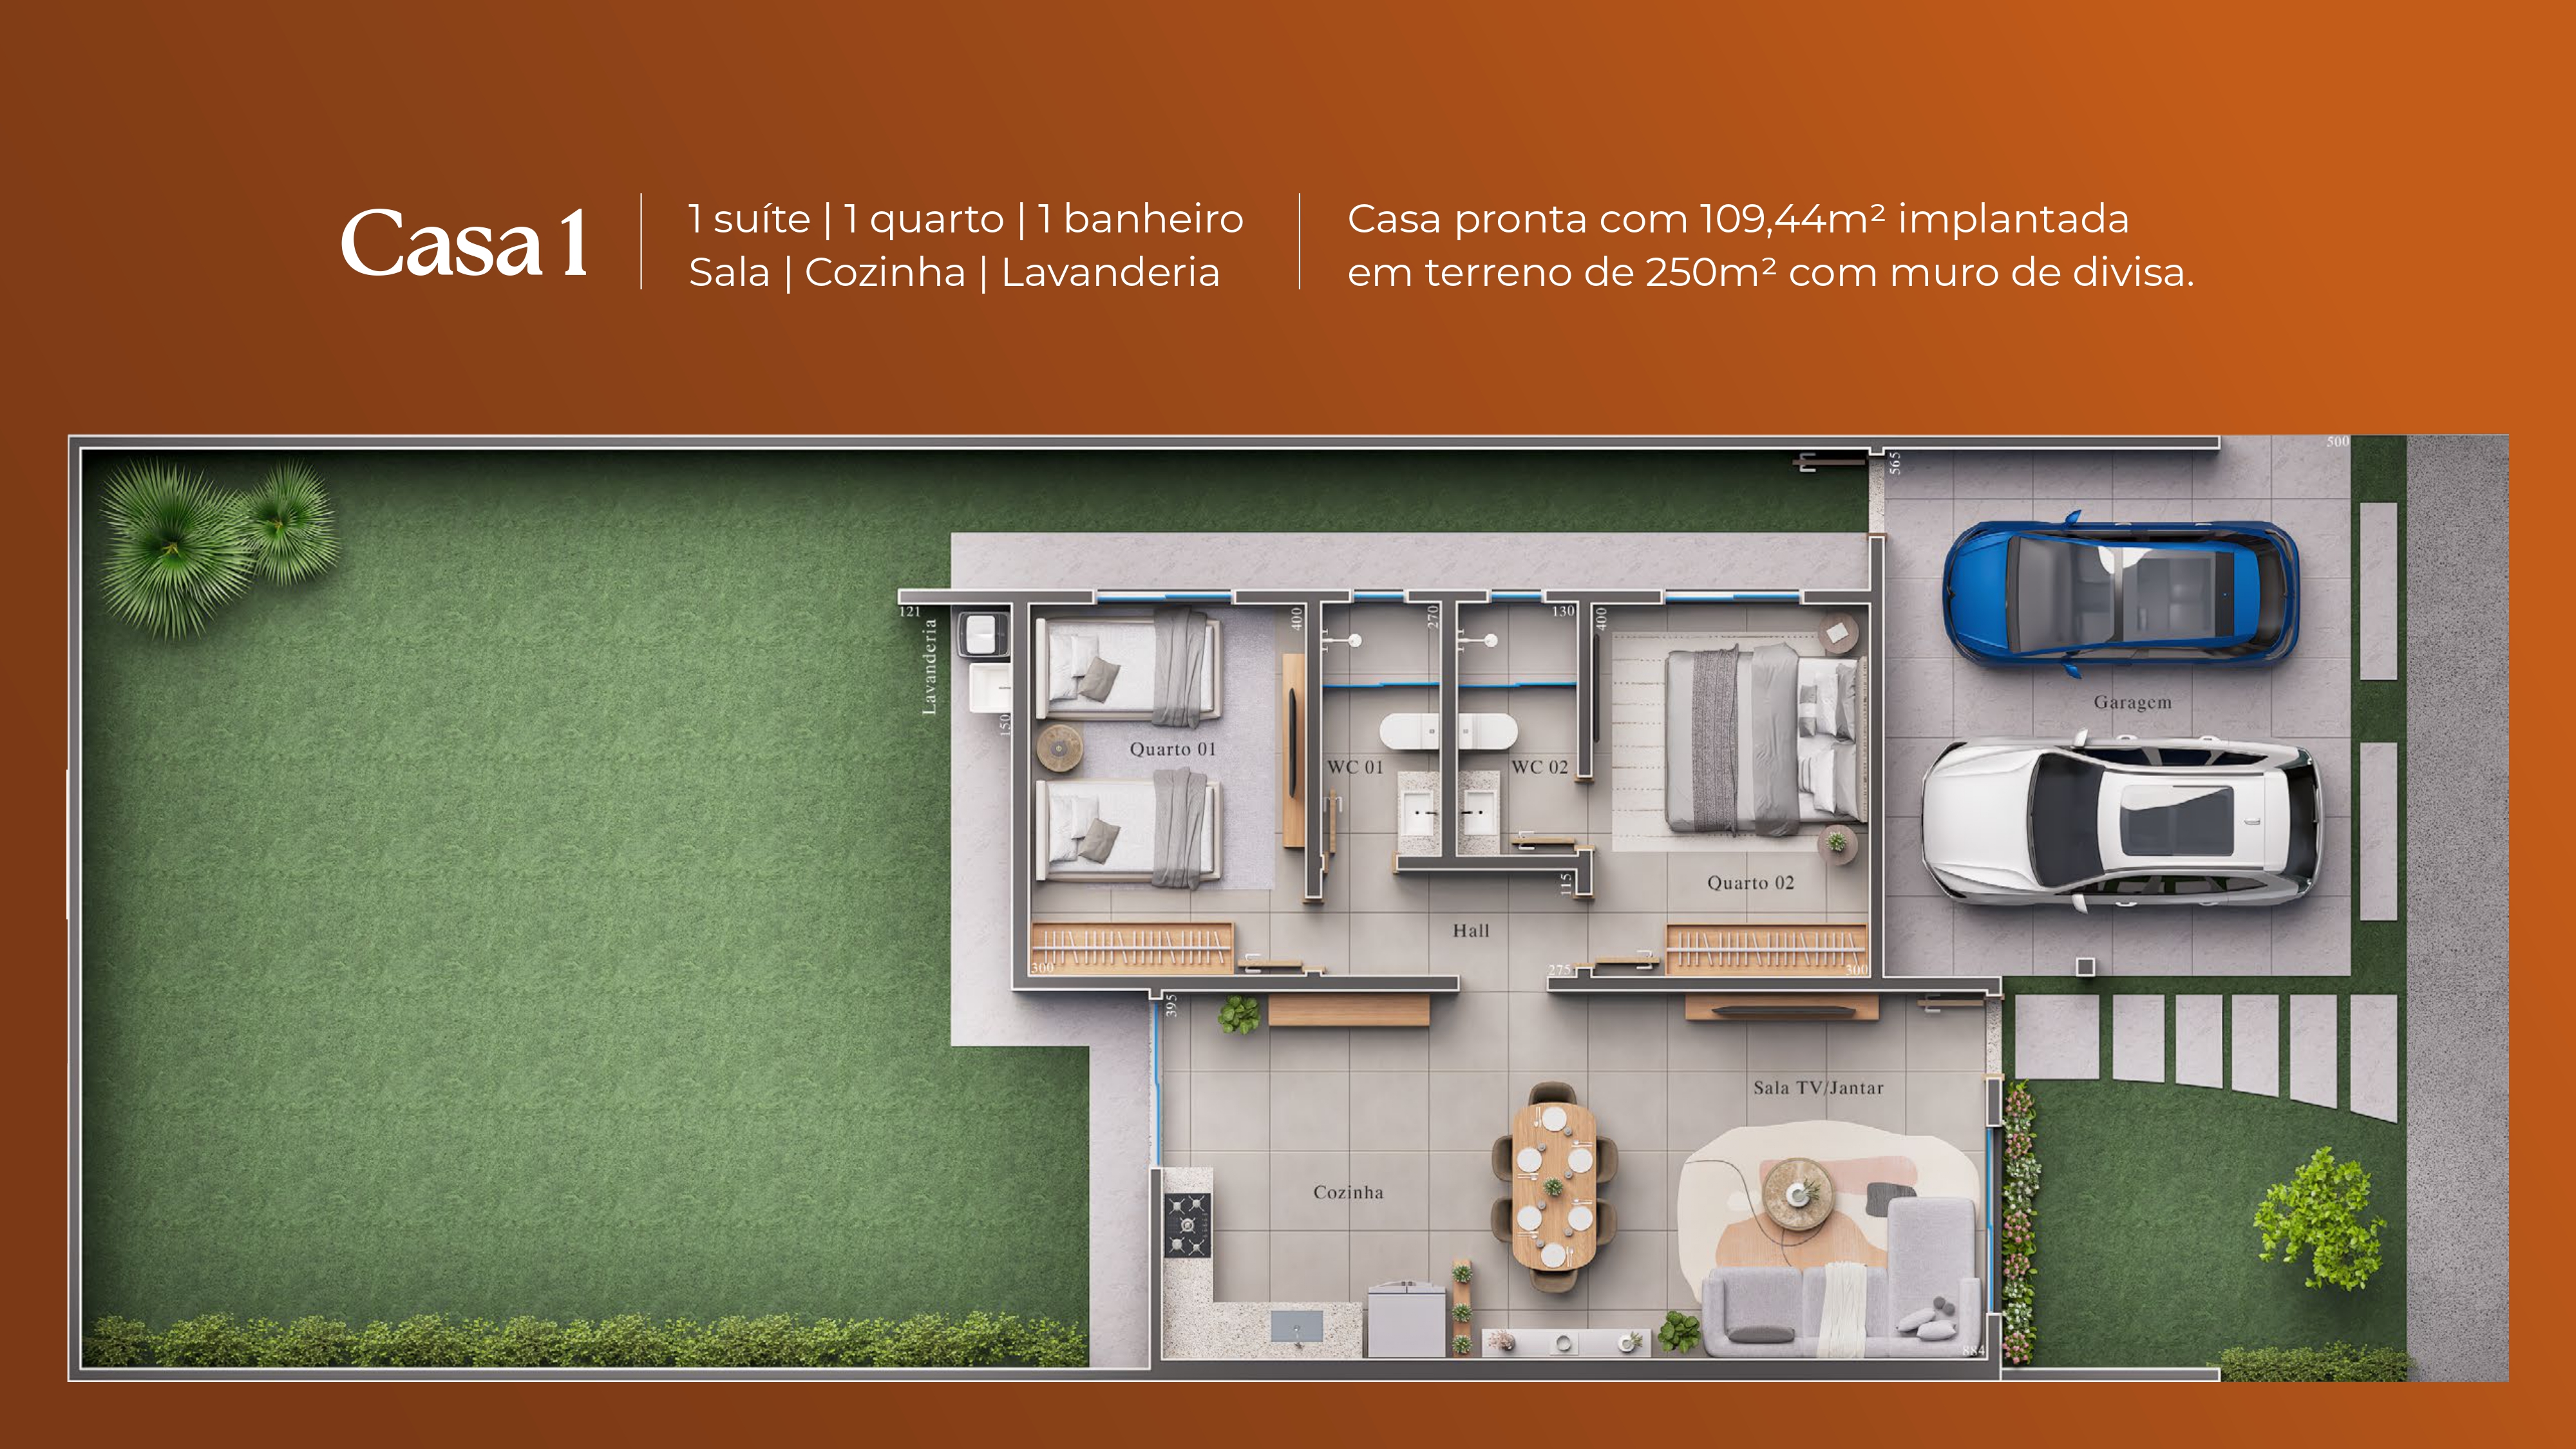 Casa 1
1 suíte | 1 quarto | 1 banheiro
Sala | Cozinha | Lavanderia
Casa pronta com 109,44m² implantada
em terreno de 250m² com muro de divisa.
500
565
121
Lavanderia
150
400
270
130
400
Garagem
Quarto 01
WC 01
WC 02
Quarto 02
115
Hall
300
275
300
395
Sala TV/Jantar
Cozinha
884